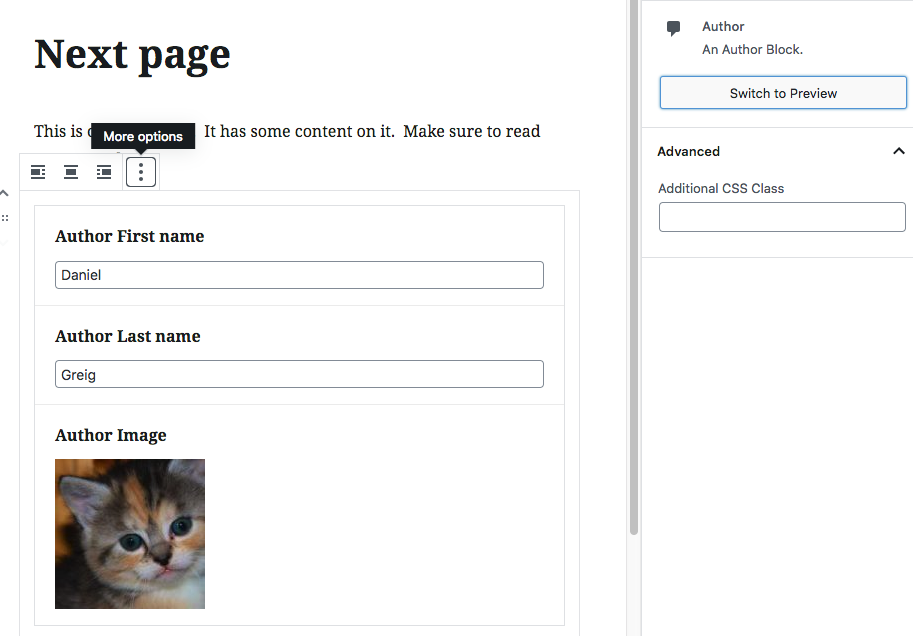 Next page
This is It has some content on it. Make sure to read
More options
Author First name
Daniel
Author Last name
Greig
Author Image
Author
An Author Block.
Switch to Preview
Advanced
Additional CSS Class